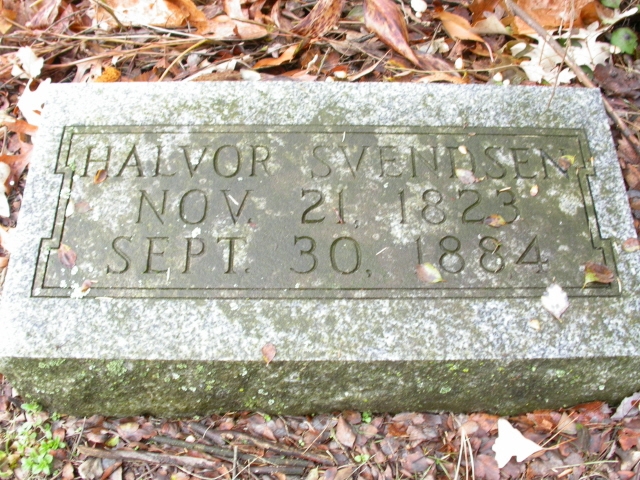 HALVOR SVENDSEN
NOV. 21, 1823
SEPT. 30, 1884